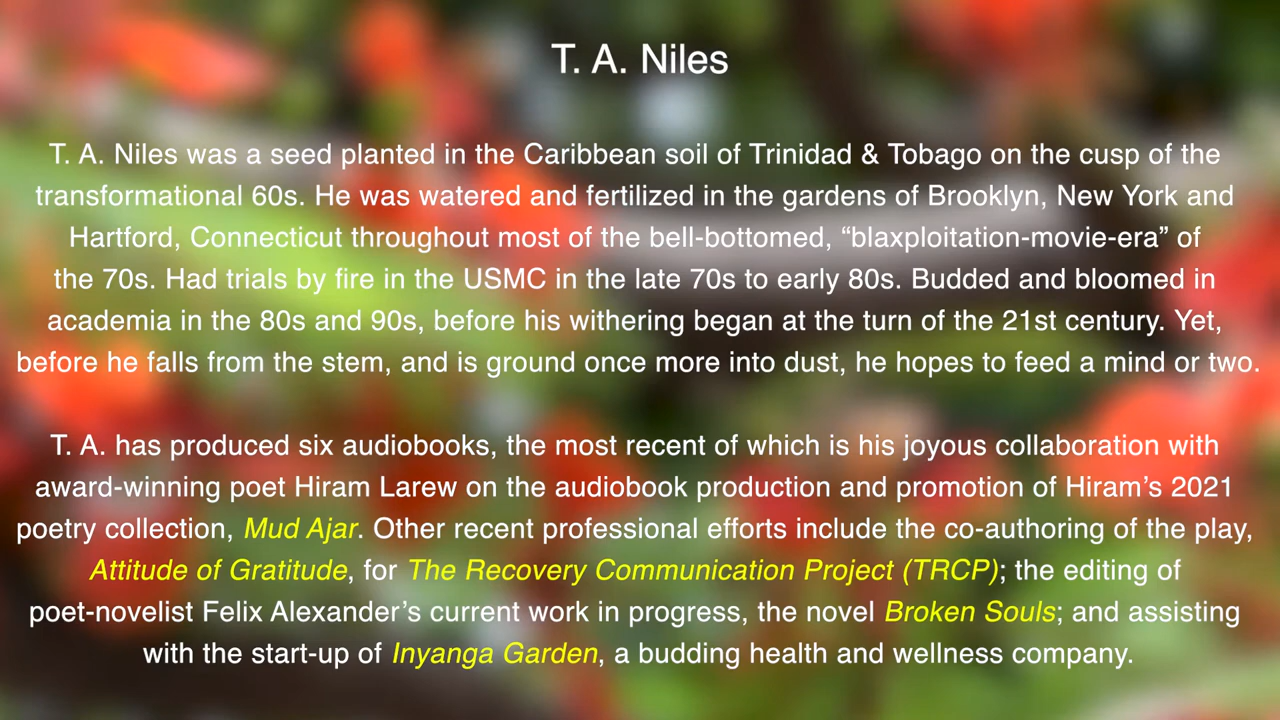 T. A. Niles
T. A. Niles was a seed planted in the Caribbean soil of Trinidad & Tobago on the cusp of the
transformational 60s. He was watered and fertilized in the gardens of Brooklyn, New York and
Hartford, Connecticut throughout most of the bell-bottomed, “blaxploitation-movie-era” of
the 70s. Had trials by fire in the USMC in the late 70s to early 80s. Budded and bloomed in
academia in the 80s and 90s, before his withering began at the turn of the 21st century. Yet,
before he falls from the stem, and is ground once more into dust, he hopes to feed a mind or two.
T. A. has produced six audiobooks, the most recent of which is his joyous collaboration with
award-winning poet Hiram Larew on the audiobook production and promotion of Hiram’s 2021
poetry collection, Mud Ajar. Other recent professional efforts include the co-authoring of the play,
Attitude of Gratitude, for The Recovery Communication Project (TRCP); the editing of
poet-novelist Felix Alexander’s current work in progress, the novel Broken Souls; and assisting
with the start-up of Inyanga Garden, a budding health and wellness company.